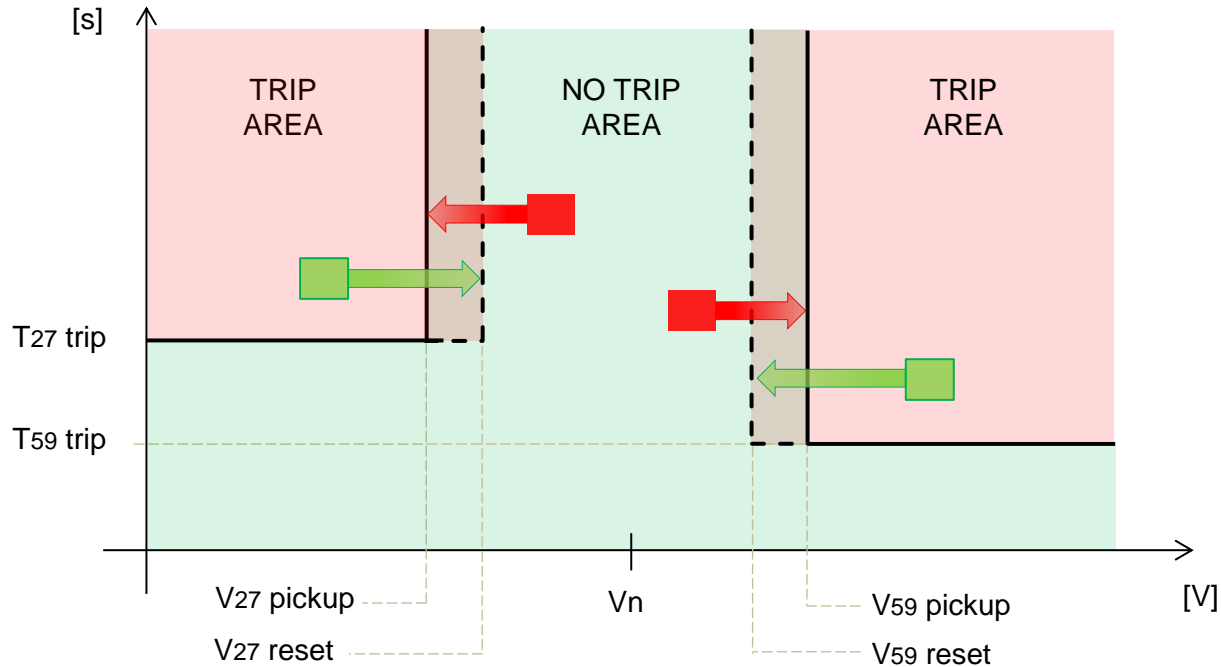 [s]
TRIP
AREA
NO TRIP
AREA
TRIP
AREA
T27 trip
T59 trip
V27 pickup
Vn
V59 pickup
[V]
V27 reset
V59 reset